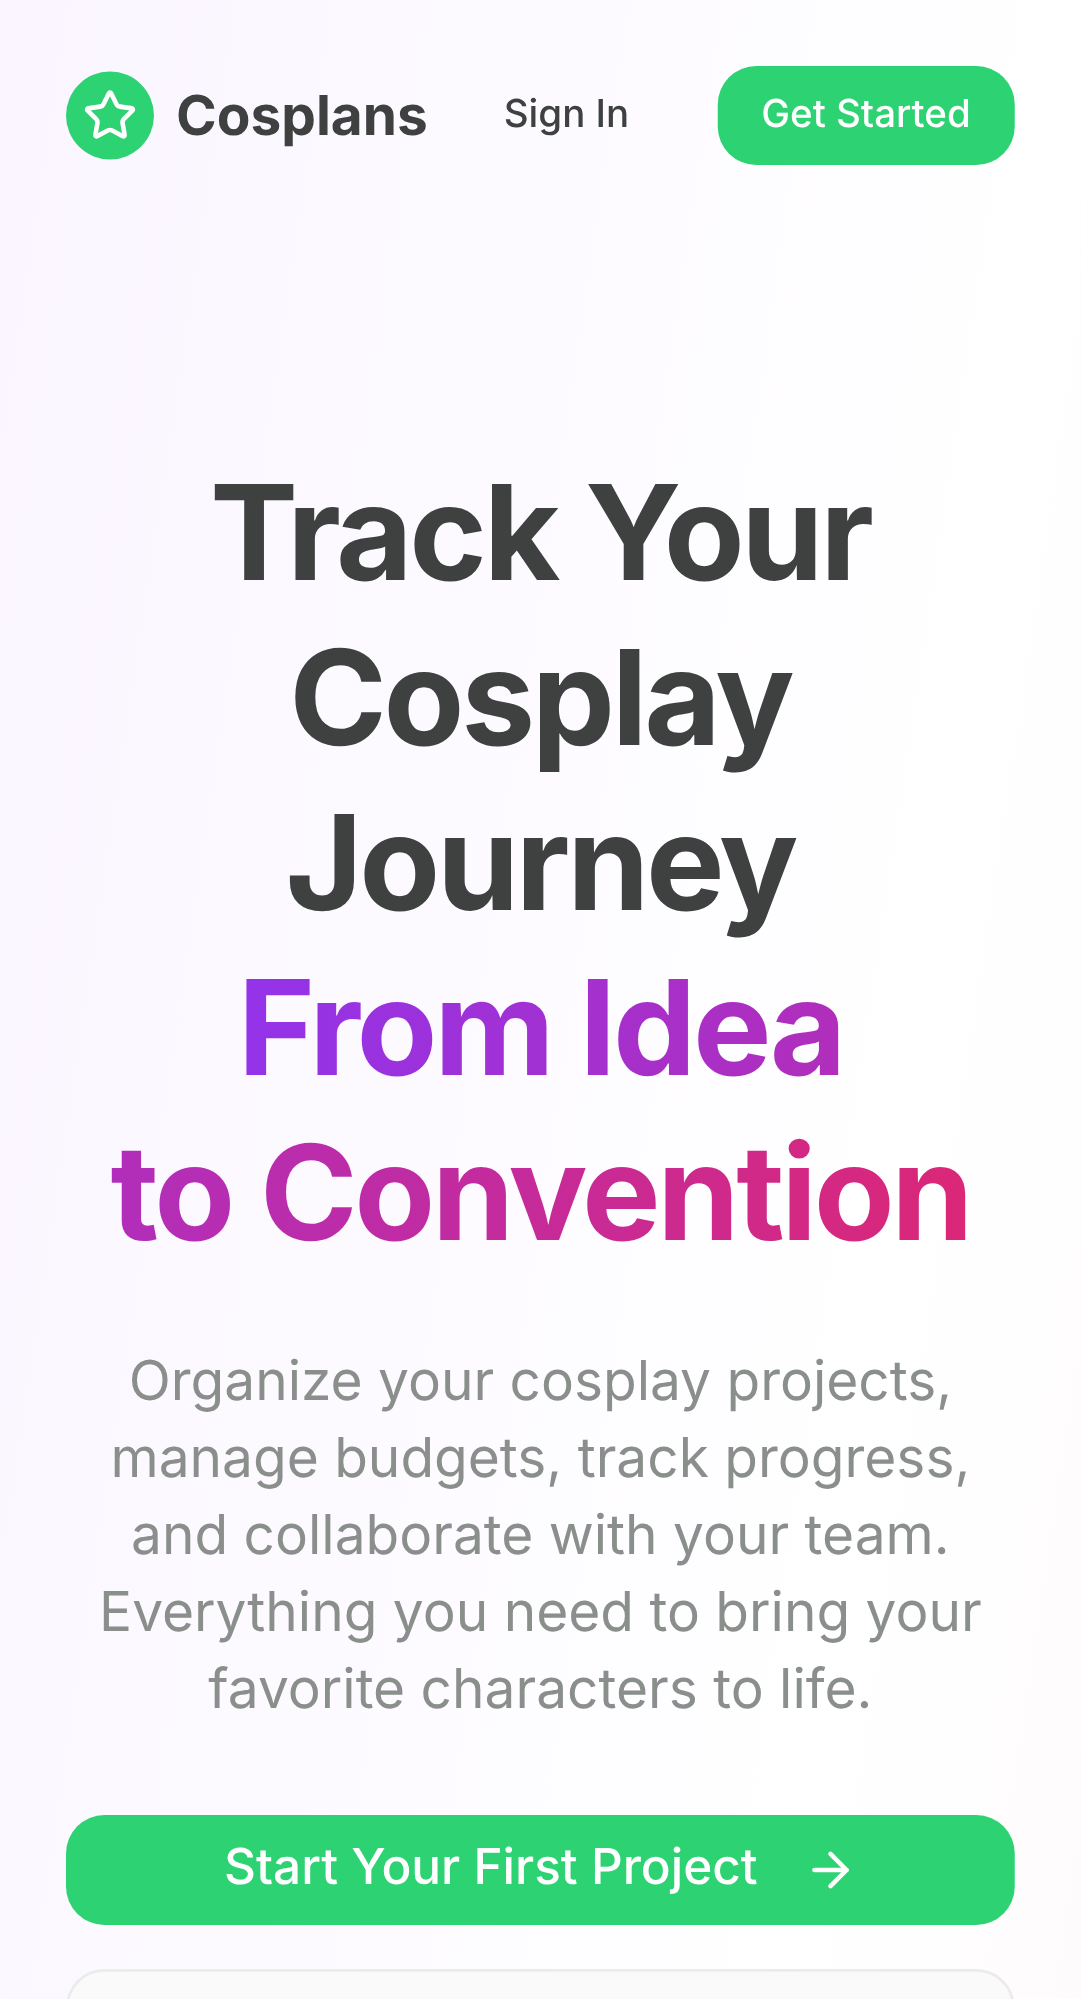 Cosplans
Sign In
Get Started
Track Your
Cosplay
Journey
From Idea
to Convention
Organize your cosplay projects,
manage budgets, track progress,
and collaborate with your team.
Everything you need to bring your
favorite characters to life.
Start Your First Project